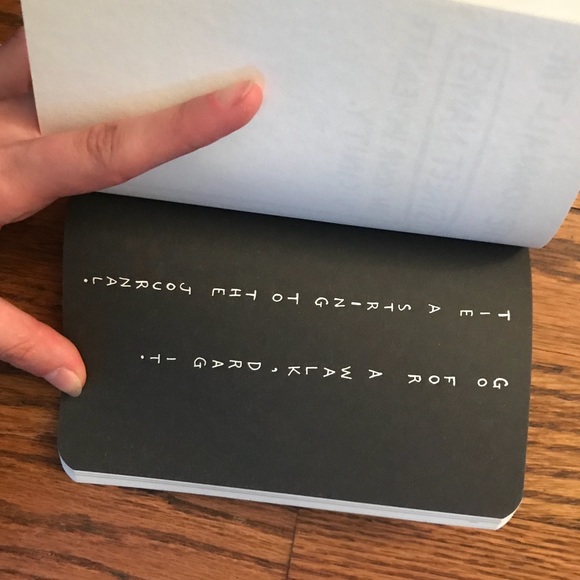 TIE A STRING TO THE JOURNAL.
GO FOR A WALK, DRAG IT.